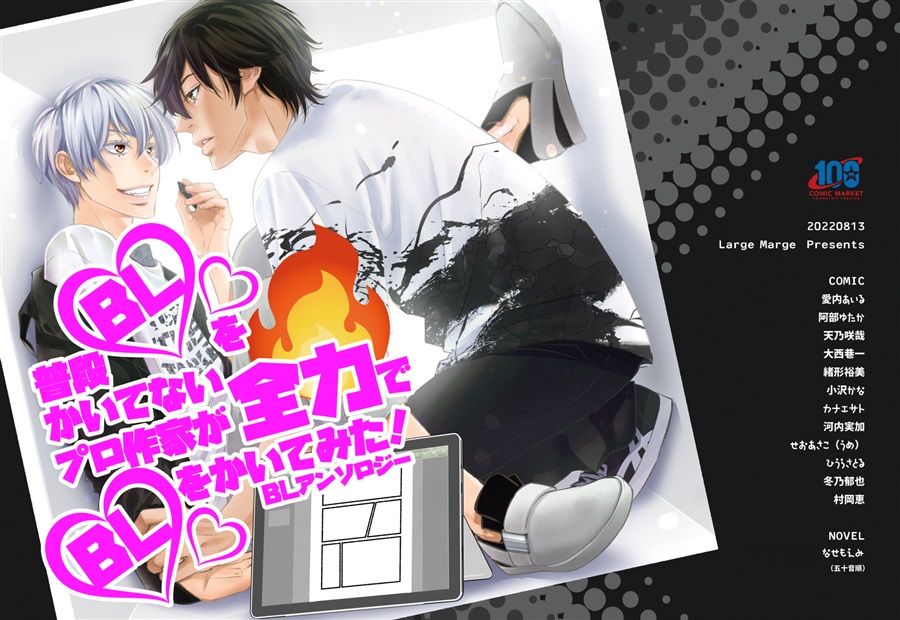 BLを
普段
かいてない
プロ作家が全力で
BLをかいてみた!
BLアンソロジー
100
COMIC MARKET
20220813
Large Marge Presents
COMIC
愛内あいる
阿部ゆたか
天乃咲哉
大西巷一
緒形裕美
小沢かな
カナエサト
河内実加
せおあさこ（うめ）
ひうらさとる
冬乃郁也
村岡恵
NOVEL
なせもえみ
（五十音順）